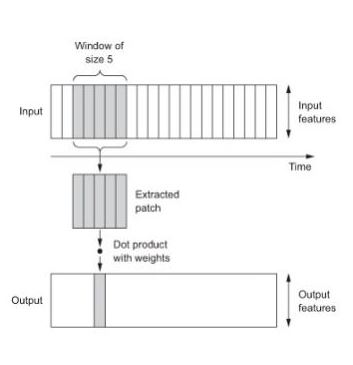 Window of
size 5
Input
Input
features
Time
Extracted
patch
Dot product
with weights
Output
Output
features